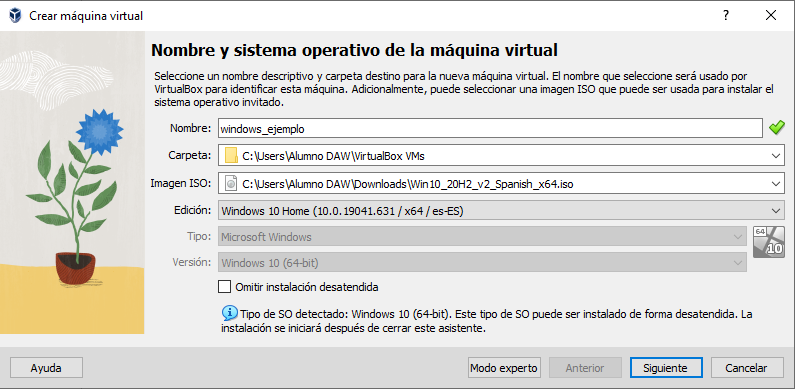 Crear máquina virtual
?
Nombre y sistema operativo de la máquina virtual
Seleccione un nombre descriptivo y carpeta destino para la nueva máquina virtual. El nombre que seleccione será usado por
VirtualBox para identificar esta máquina. Adicionalmente, puede seleccionar una imagen ISO que puede ser usada para instalar el
sistema operativo invitado.
Nombre: windows_ejemplo
Carpeta: C:\Users\Alumno DAW\VirtualBox VMs
Imagen ISO: C:\Users\Alumno DAW\Downloads\Win10_20H2_v2_Spanish_x64.iso
Edición: Windows 10 Home (10.0.19041.631 / x64 / es-ES)
Tipo: Microsoft Windows 64
10
Versión: Windows 10 (64-bit)
Omitir instalación desatendida
Tipo de SO detectado: Windows 10 (64-bit). Este tipo de SO puede ser instalado de forma desatendida. La
instalación se iniciará después de cerrar este asistente.
Ayuda Modo experto Anterior Siguiente Cancelar